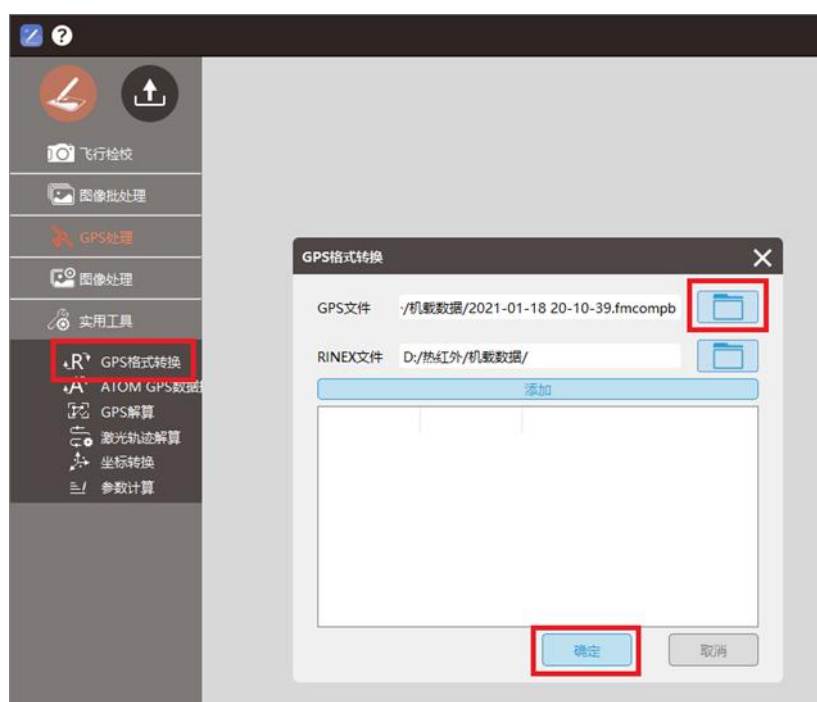 飞行检校
图像批处理
GPS处理
图像处理
实用工具
R GPS格式转换
A ATOM GPS数据
GPS解算
激光轨迹解算
坐标转换
参数计算
GPS格式转换
GPS文件 -/机载数据/2021-01-18 20-10-39.fmcompb
RINEX文件 D:/热红外/机载数据/
添加
确定 取消